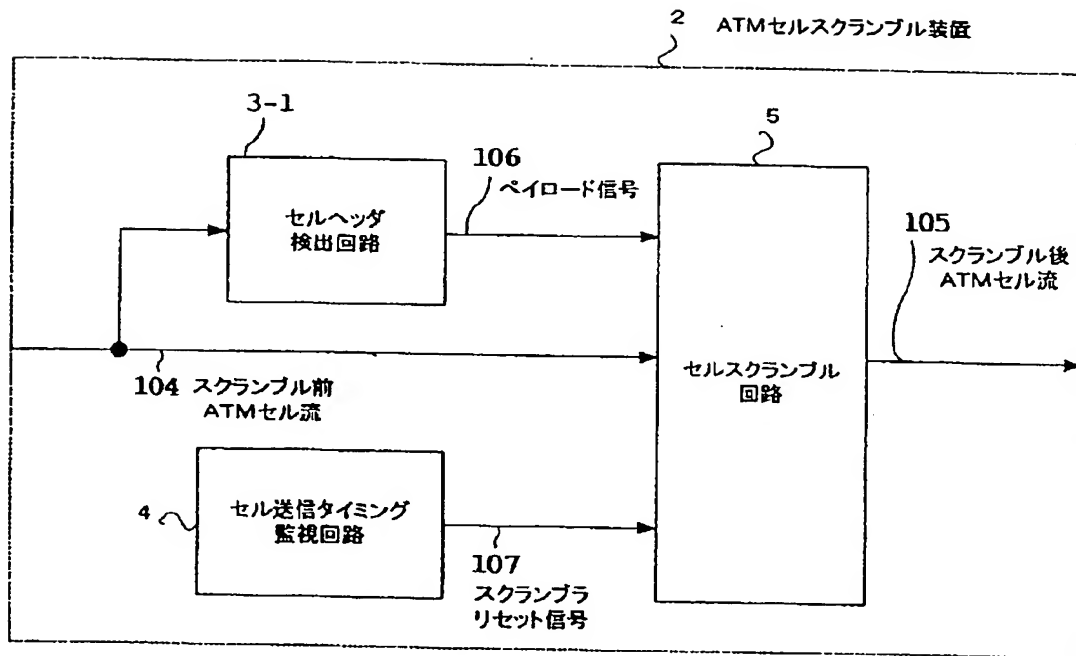 2 ATMセルスクランブル装置
3-1
セルヘッダ
検出回路
106
ペイロード信号
5
セルスクランブル
回路
105
スクランブル後
ATMセル流
104 スクランブル前
ATMセル流
4
セル送信タイミング
監視回路
107
スクランブラ
リセット信号